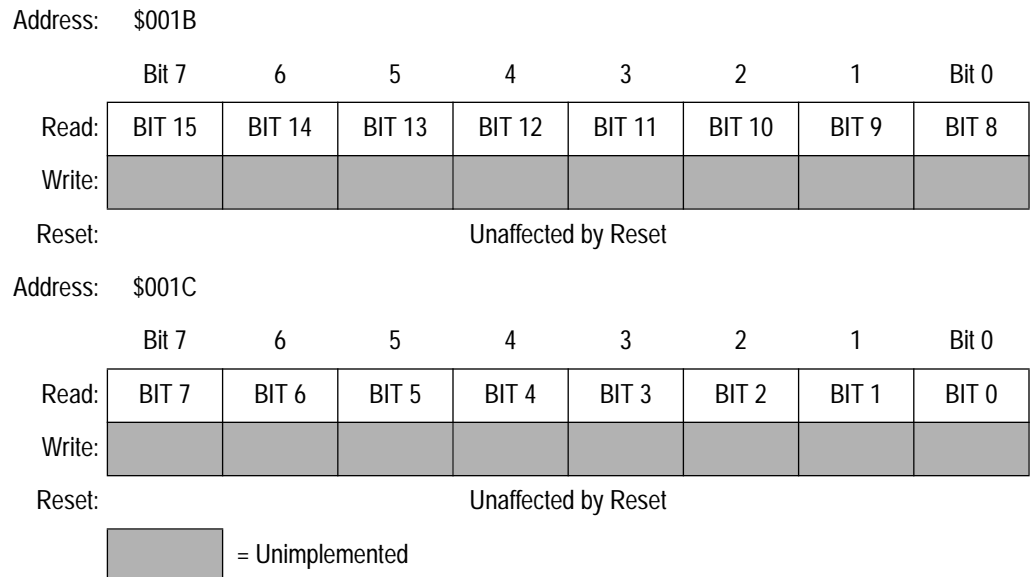 Address: $001B
Bit 7 6 5 4 3 2 1 Bit 0
Read: BIT 15 BIT 14 BIT 13 BIT 12 BIT 11 BIT 10 BIT 9 BIT 8
Write:
Reset: Unaffected by Reset
Address: $001C
Bit 7 6 5 4 3 2 1 Bit 0
Read: BIT 7 BIT 6 BIT 5 BIT 4 BIT 3 BIT 2 BIT 1 BIT 0
Write:
Reset: Unaffected by Reset
= Unimplemented